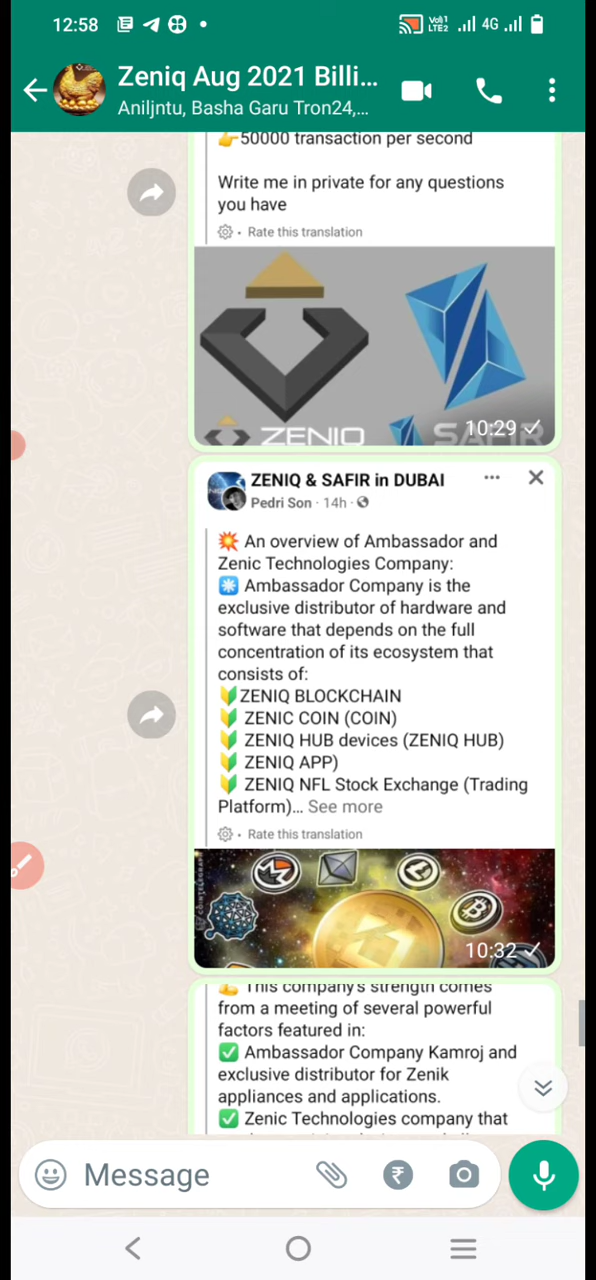 12:58
Vo))1 LTE2 4G
Zeniq Aug 2021 Billi...
Aniljntu, Basha Garu Tron24,...
👉50000 transaction per second
Write me in private for any questions
you have
Rate this translation
ZENIQ
SAFIR
10:29
ZENIQ & SAFIR in DUBAI
Pedri Son · 14h ·
💥 An overview of Ambassador and
Zenic Technologies Company:
✳️ Ambassador Company is the
exclusive distributor of hardware and
software that depends on the full
concentration of its ecosystem that
consists of:
🔰ZENIQ BLOCKCHAIN
🔰 ZENIC COIN (COIN)
🔰 ZENIQ HUB devices (ZENIQ HUB)
🔰 ZENIQ APP)
🔰 ZENIQ NFL Stock Exchange (Trading
Platform)... See more
Rate this translation
10:32
👍 This company's strength comes
from a meeting of several powerful
factors featured in:
✅ Ambassador Company Kamroj and
exclusive distributor for Zenik
appliances and applications.
✅ Zenic Technologies company that
Message